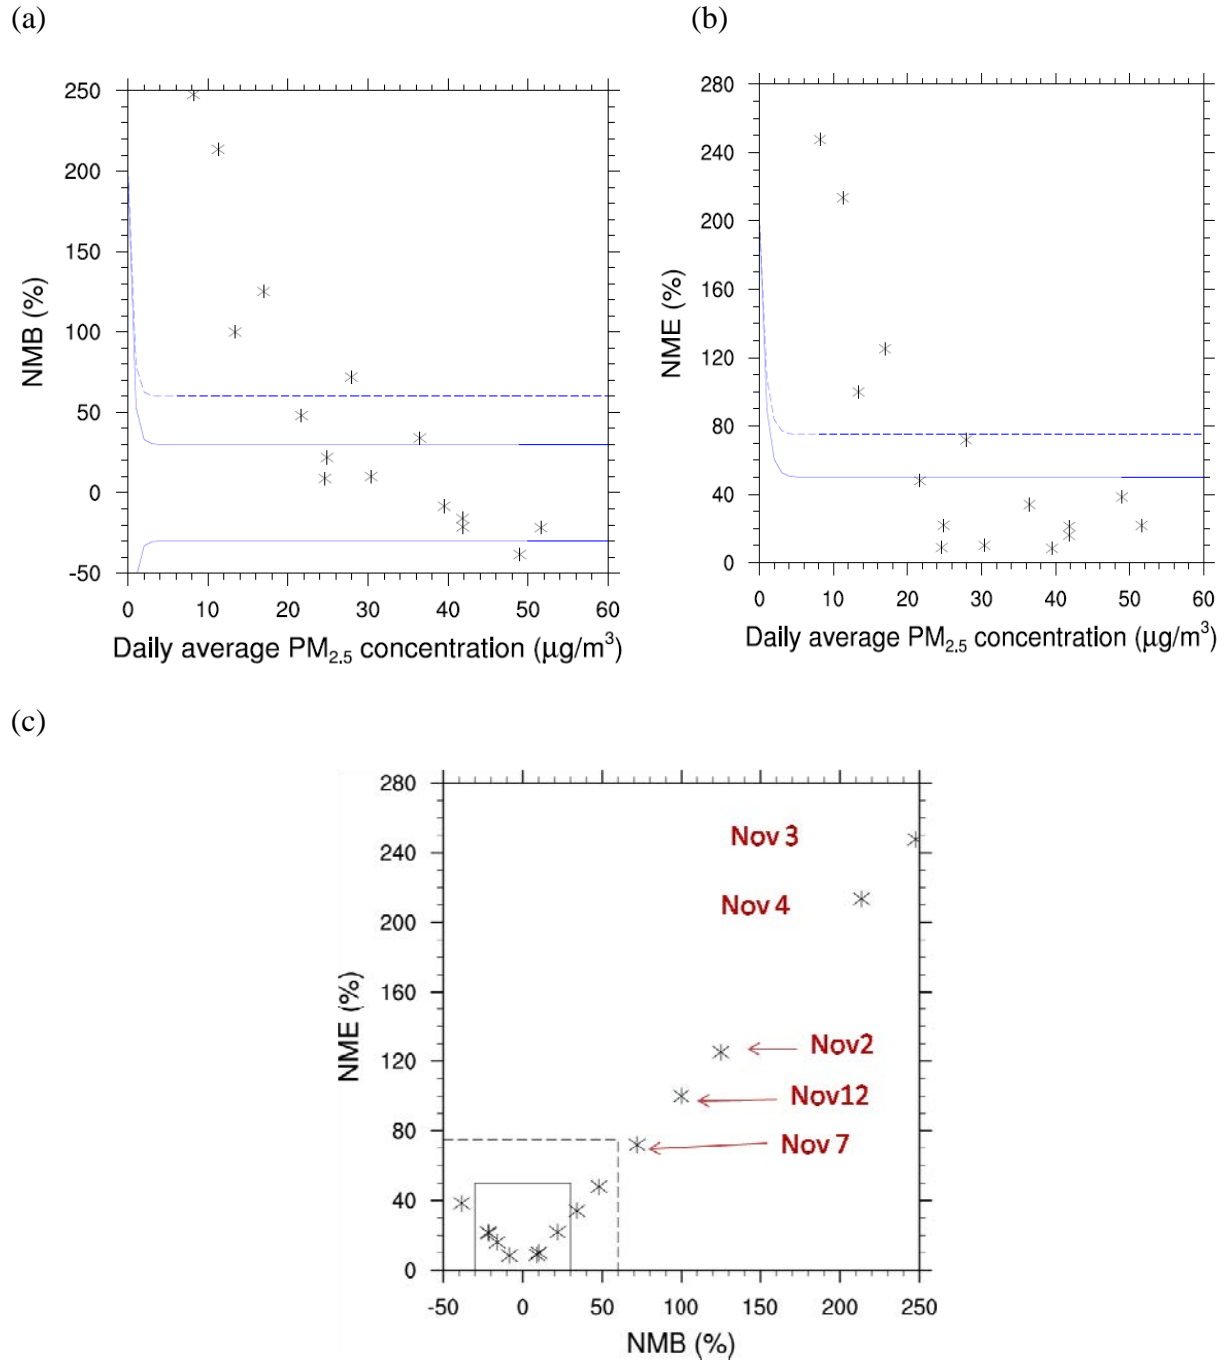 (a)
(b)
250
200
150
100
50
0
-50
NMB (%)
0 10 20 30 40 50 60
Daily average PM2.5 concentration (μg/m3)
280
240
200
160
120
80
40
0
NME (%)
0 10 20 30 40 50 60
Daily average PM2.5 concentration (μg/m3)
(c)
280
240
200
160
120
80
40
0
NME (%)
Nov 3
Nov 4
Nov2
Nov12
Nov 7
-50 0 50 100 150 200 250
NMB (%)